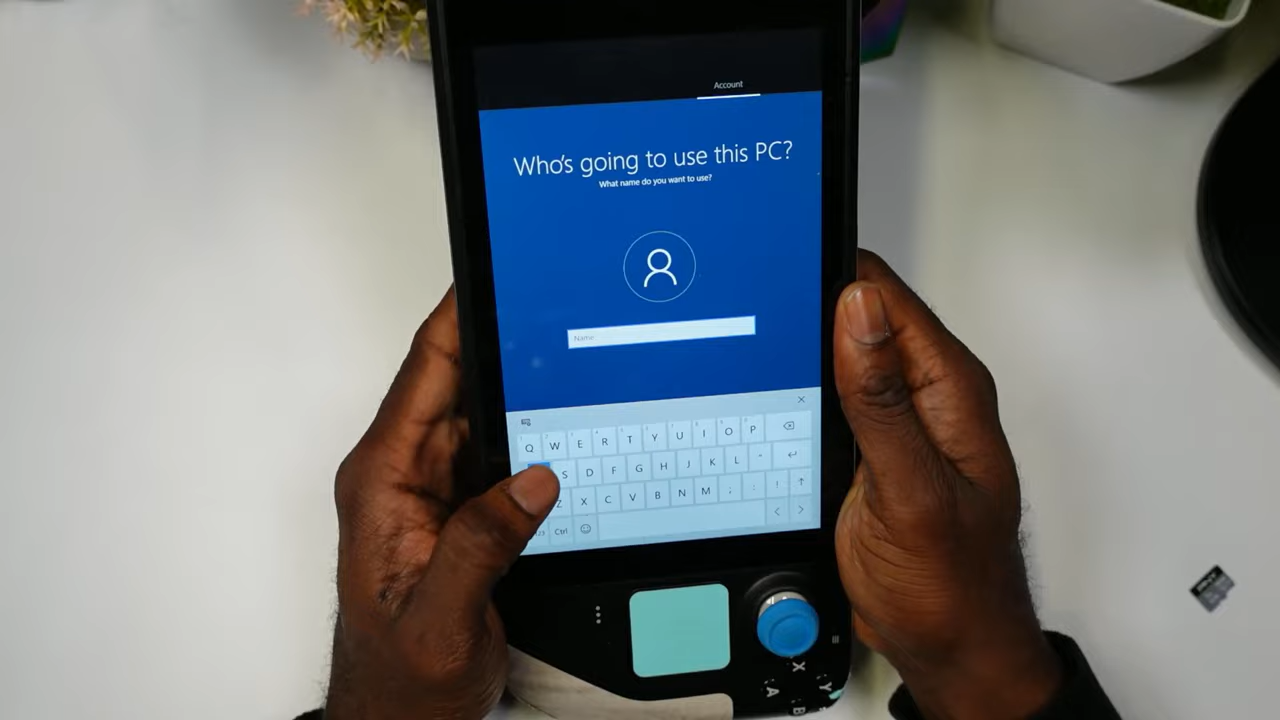 Account
Who's going to use this PC?
What name do you want to use?
Name
Q W E R T Y U I O P
S D F G H J K L
Z X C V B N M ; : !
Ctrl
X
A Y
B